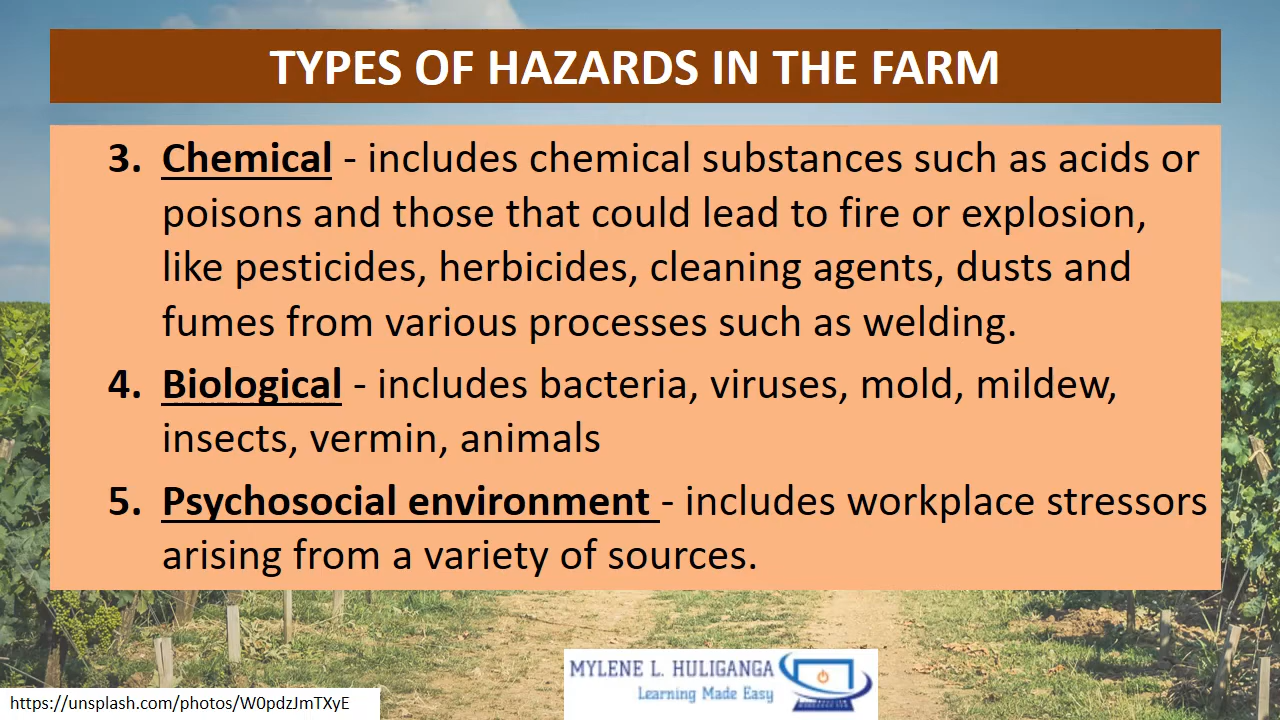 TYPES OF HAZARDS IN THE FARM
3. Chemical - includes chemical substances such as acids or
poisons and those that could lead to fire or explosion,
like pesticides, herbicides, cleaning agents, dusts and
fumes from various processes such as welding.
4. Biological - includes bacteria, viruses, mold, mildew,
insects, vermin, animals
5. Psychosocial environment - includes workplace stressors
arising from a variety of sources.
MYLENE L. HULIGANGA
Learning Made Easy
https://unsplash.com/photos/W0pdzJmTXyE